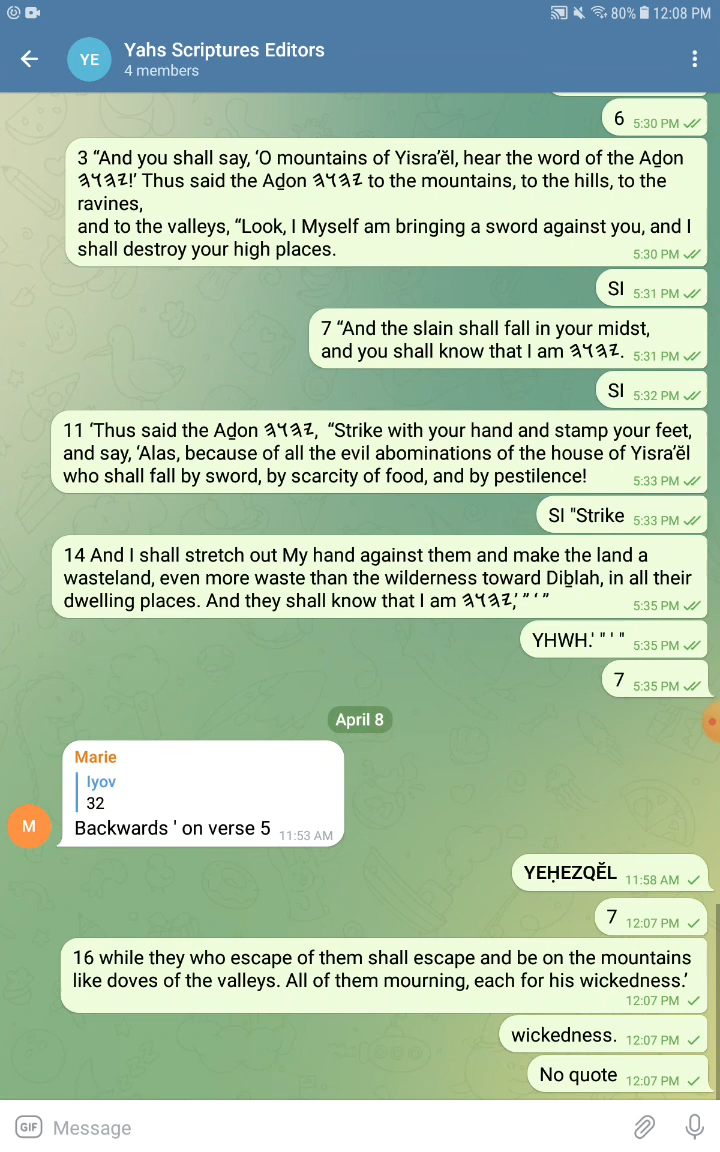 80% 12:08 PM
YE
Yahs Scriptures Editors
4 members
6 5:30 PM
3 “And you shall say, ‘O mountains of Yisra’ĕl, hear the word of the Aḏon
𐤉𐤄𐤅𐤄!’ Thus said the Aḏon 𐤉𐤄𐤅𐤄 to the mountains, to the hills, to the
ravines,
and to the valleys, “Look, I Myself am bringing a sword against you, and I
shall destroy your high places.
5:30 PM
SI 5:31 PM
7 “And the slain shall fall in your midst,
and you shall know that I am 𐤉𐤄𐤅𐤄. 5:31 PM
SI 5:32 PM
11 ‘Thus said the Aḏon 𐤉𐤄𐤅𐤄, “Strike with your hand and stamp your feet,
and say, ‘Alas, because of all the evil abominations of the house of Yisra’ĕl
who shall fall by sword, by scarcity of food, and by pestilence! 5:33 PM
SI "Strike 5:33 PM
14 And I shall stretch out My hand against them and make the land a
wasteland, even more waste than the wilderness toward Diḇlah, in all their
dwelling places. And they shall know that I am 𐤉𐤄𐤅𐤄,’ ” ‘ ” 5:35 PM
YHWH.' " ' " 5:35 PM
7 5:35 PM
April 8
Marie
Iyov
32
M
Backwards ' on verse 5 11:53 AM
YEḤEZQĔL 11:58 AM
7 12:07 PM
16 while they who escape of them shall escape and be on the mountains
like doves of the valleys. All of them mourning, each for his wickedness.’
12:07 PM
wickedness. 12:07 PM
No quote 12:07 PM
GIF Message